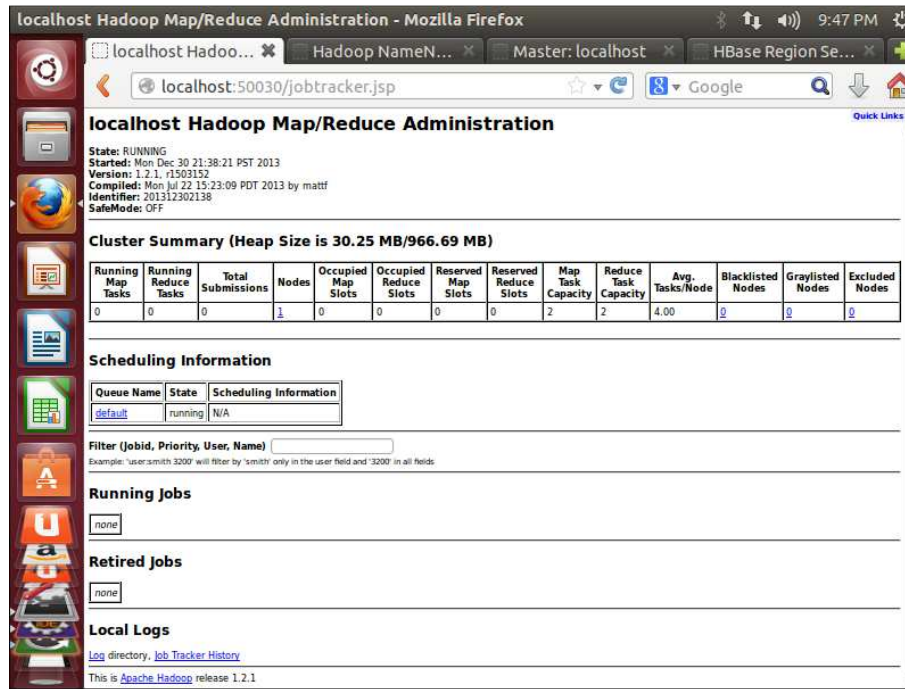 localhost Hadoop Map/Reduce Administration - Mozilla Firefox
9:47 PM
localhost Hadoo...
Hadoop NameN...
Master: localhost
HBase Region Se...
localhost:50030/jobtracker.jsp
Google
localhost Hadoop Map/Reduce Administration
Quick Links
State: RUNNING
Started: Mon Dec 30 21:38:21 PST 2013
Version: 1.2.1, r1503152
Compiled: Mon Jul 22 15:23:09 PDT 2013 by mattf
Identifier: 201312302138
SafeMode: OFF
Cluster Summary (Heap Size is 30.25 MB/966.69 MB)
Running Map Tasks Running Reduce Tasks Total Submissions Nodes Occupied Map Slots Occupied Reduce Slots Reserved Map Slots Reserved Reduce Slots Map Task Capacity Reduce Task Capacity Avg. Tasks/Node Blacklisted Nodes Graylisted Nodes Excluded Nodes
0 0 0 1 0 0 0 0 2 2 4.00 0 0 0
Scheduling Information
Queue Name State Scheduling Information
default running N/A
Filter (Jobid, Priority, User, Name)
Example: 'user:smith 3200' will filter by 'smith' only in the user field and '3200' in all fields
Running Jobs
none
Retired Jobs
none
Local Logs
Log directory, Job Tracker History
This is Apache Hadoop release 1.2.1